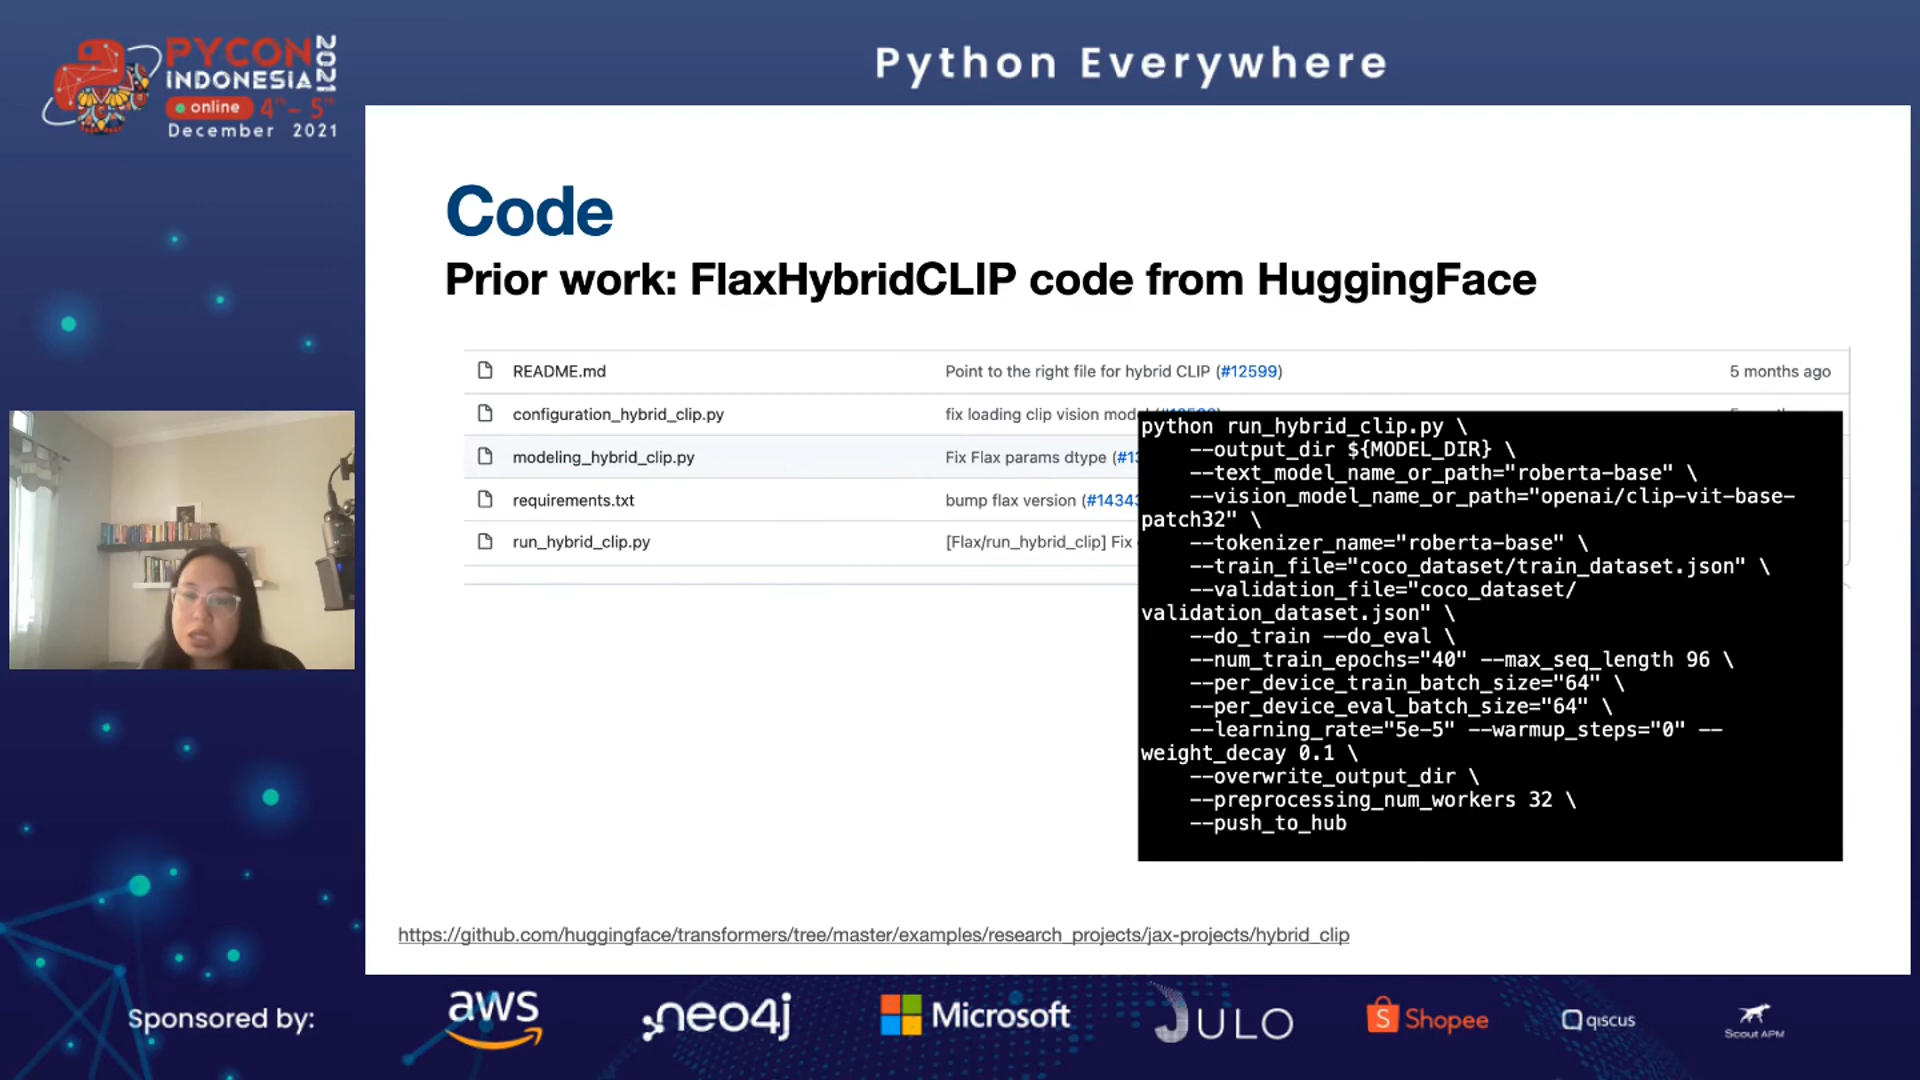 PYCON 2021
INDONESIA
online 4th - 5th
December 2021
Python Everywhere
Code
Prior work: FlaxHybridCLIP code from HuggingFace
README.md Point to the right file for hybrid CLIP (#12599) 5 months ago
configuration_hybrid_clip.py fix loading clip vision mode
modeling_hybrid_clip.py Fix Flax params dtype (#13
requirements.txt bump flax version (#14343
run_hybrid_clip.py [Flax/run_hybrid_clip] Fix
python run_hybrid_clip.py \
--output_dir ${MODEL_DIR} \
--text_model_name_or_path="roberta-base" \
--vision_model_name_or_path="openai/clip-vit-base-
patch32" \
--tokenizer_name="roberta-base" \
--train_file="coco_dataset/train_dataset.json" \
--validation_file="coco_dataset/
validation_dataset.json" \
--do_train --do_eval \
--num_train_epochs="40" --max_seq_length 96 \
--per_device_train_batch_size="64" \
--per_device_eval_batch_size="64" \
--learning_rate="5e-5" --warmup_steps="0" --
weight_decay 0.1 \
--overwrite_output_dir \
--preprocessing_num_workers 32 \
--push_to_hub
https://github.com/huggingface/transformers/tree/master/examples/research_projects/jax-projects/hybrid_clip
Sponsored by: aws neo4j Microsoft JULO Shopee qiscus Scout APM